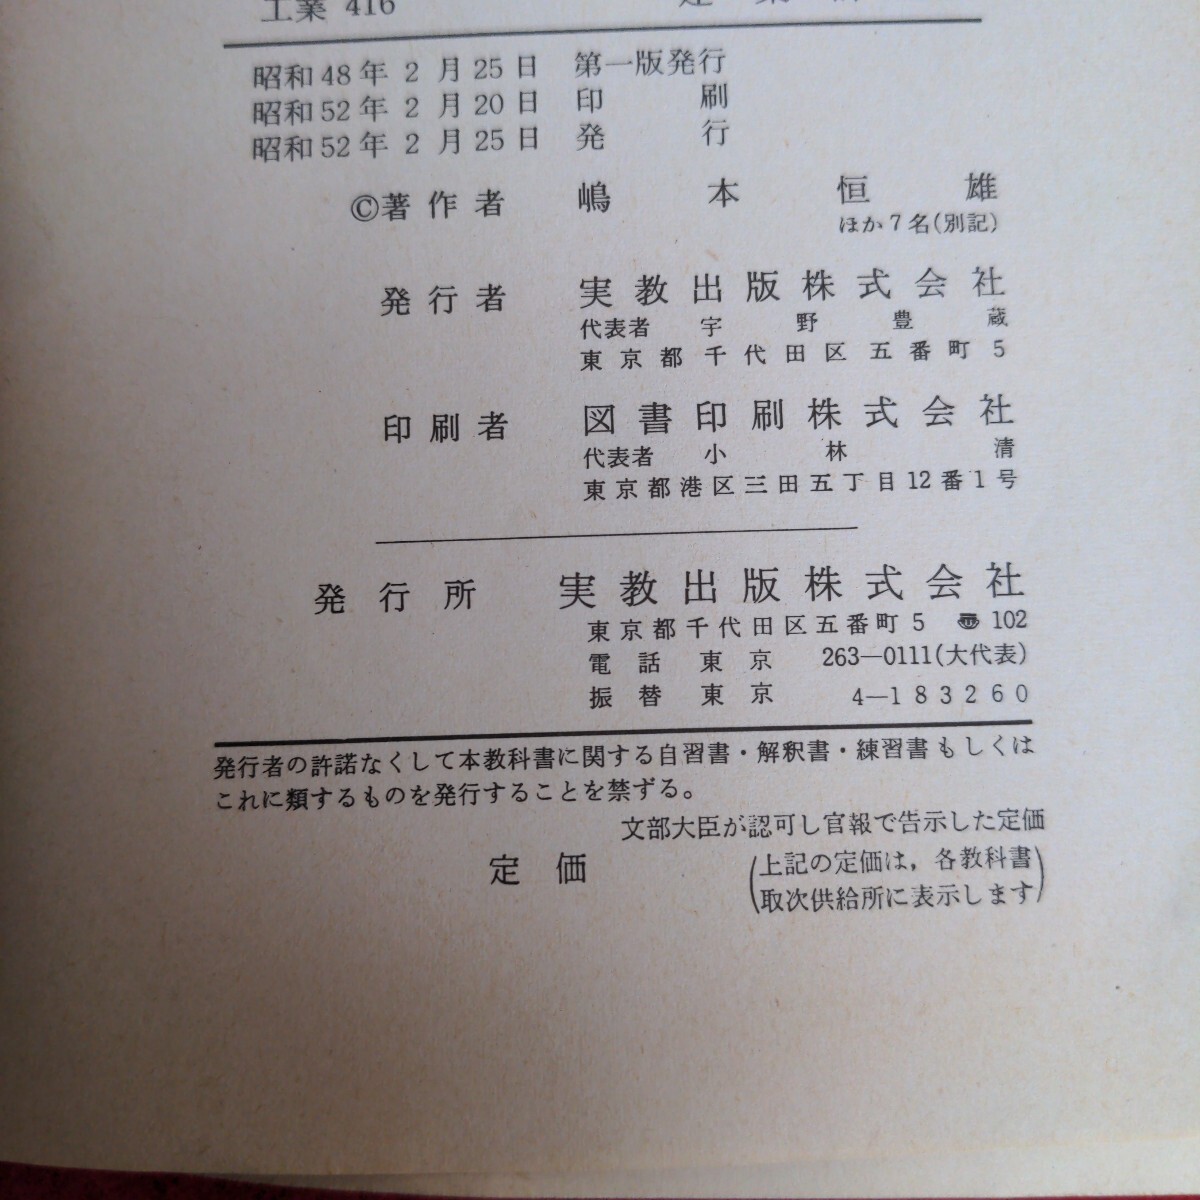 工業 416 建築
昭和48年 2 月25日 第一版発行
昭和52年 2 月20日 印刷
昭和52年 2 月25日 発行
©著作者 嶋本恒雄
ほか7名(別記)
発行者 実教出版株式会社
代表者 宇野豊蔵
東京都千代田区五番町5
印刷者 図書印刷株式会社
代表者 小林清
東京都港区三田五丁目12番1号
発行所 実教出版株式会社
東京都千代田区五番町5 〠 102
電話 東京 263—0111(大代表)
振替 東京 4—183260
発行者の許諾なくして本教科書に関する自習書・解釈書・練習書もしくは
これに類するものを発行することを禁ずる。
文部大臣が認可し官報で告示した定価
定価 (上記の定価は，各教科書
取次供給所に表示します)